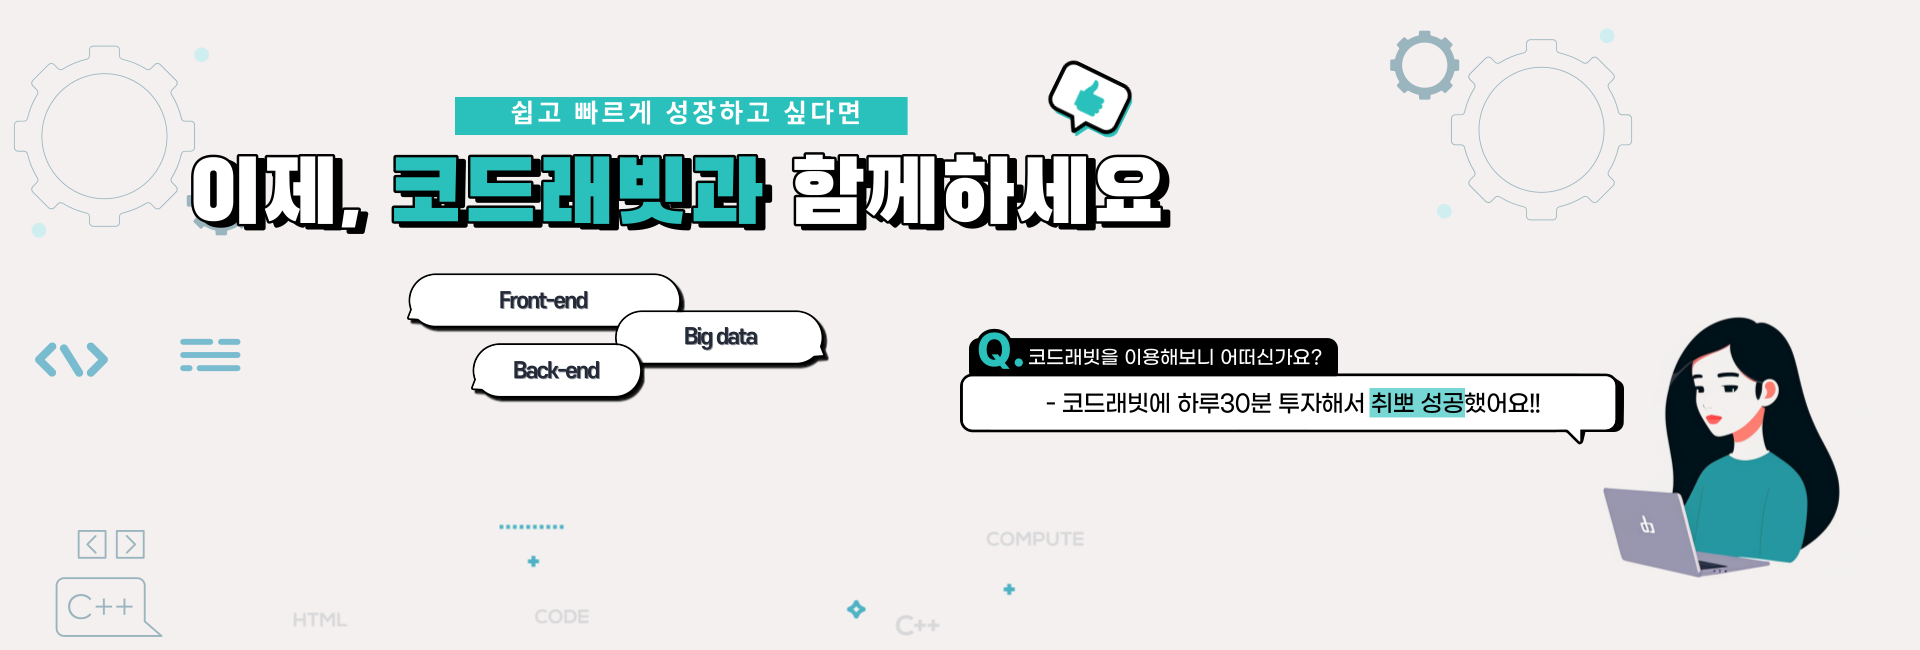 쉽고 빠르게 성장하고 싶다면
이제, 코드래빗과 함께하세요
Front-end
Big data
Back-end
Q. 코드래빗을 이용해보니 어떠신가요?
- 코드래빗에 하루30분 투자해서 취뽀 성공했어요!!
COMPUTE
C++
HTML
CODE
C++